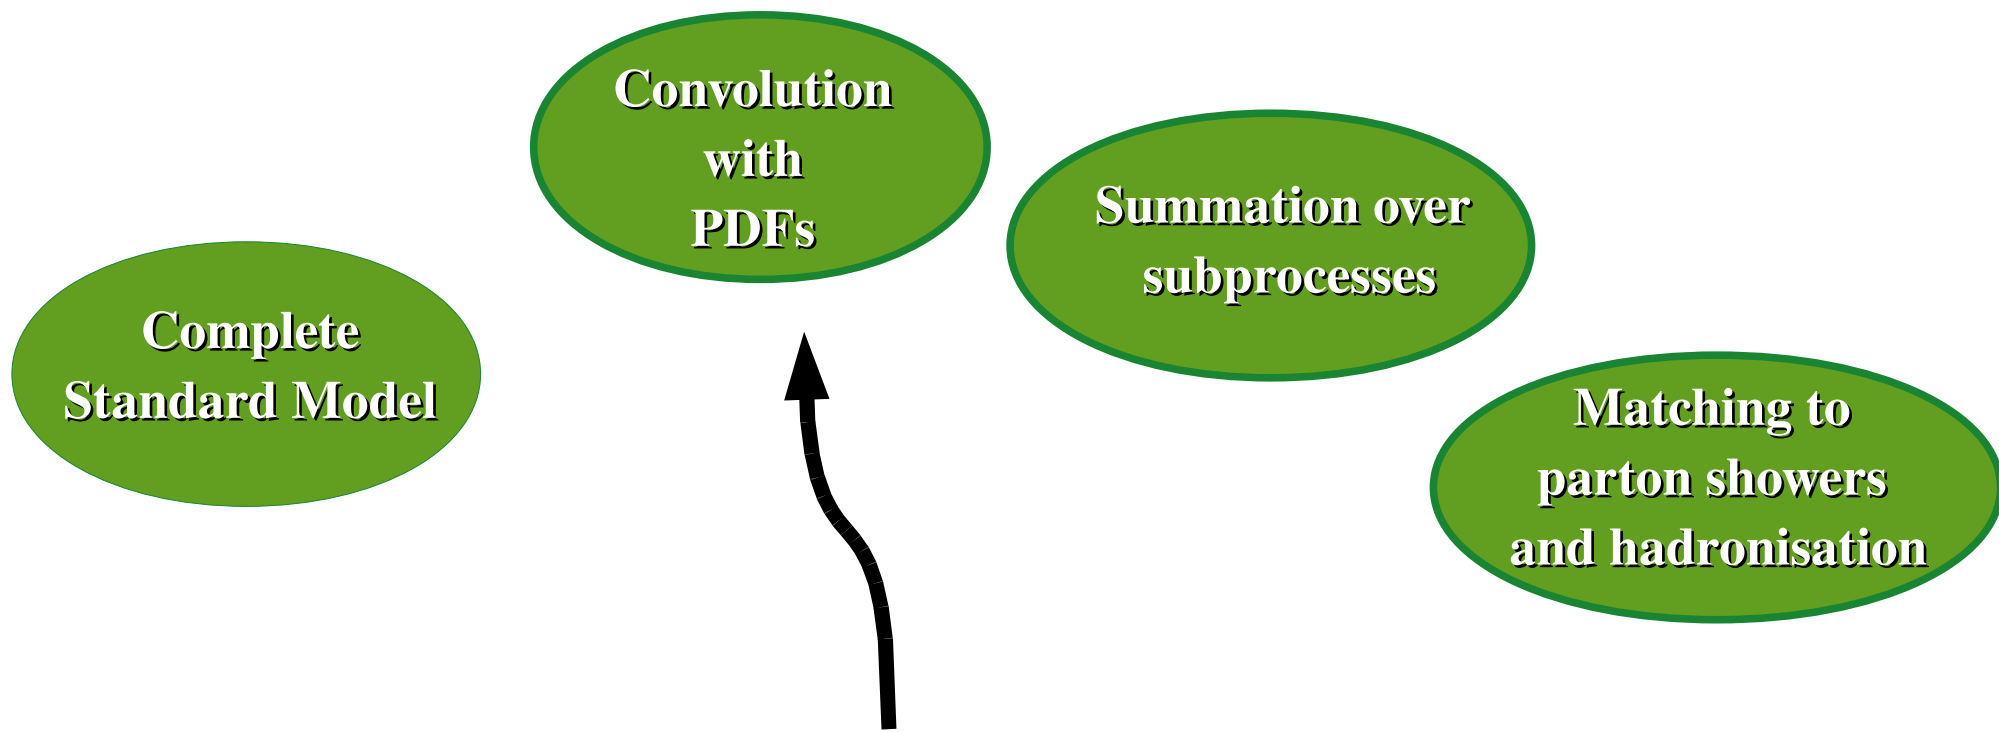 Complete
Standard Model
Convolution
with
PDFs
Summation over
subprocesses
Matching to
parton showers
and hadronisation